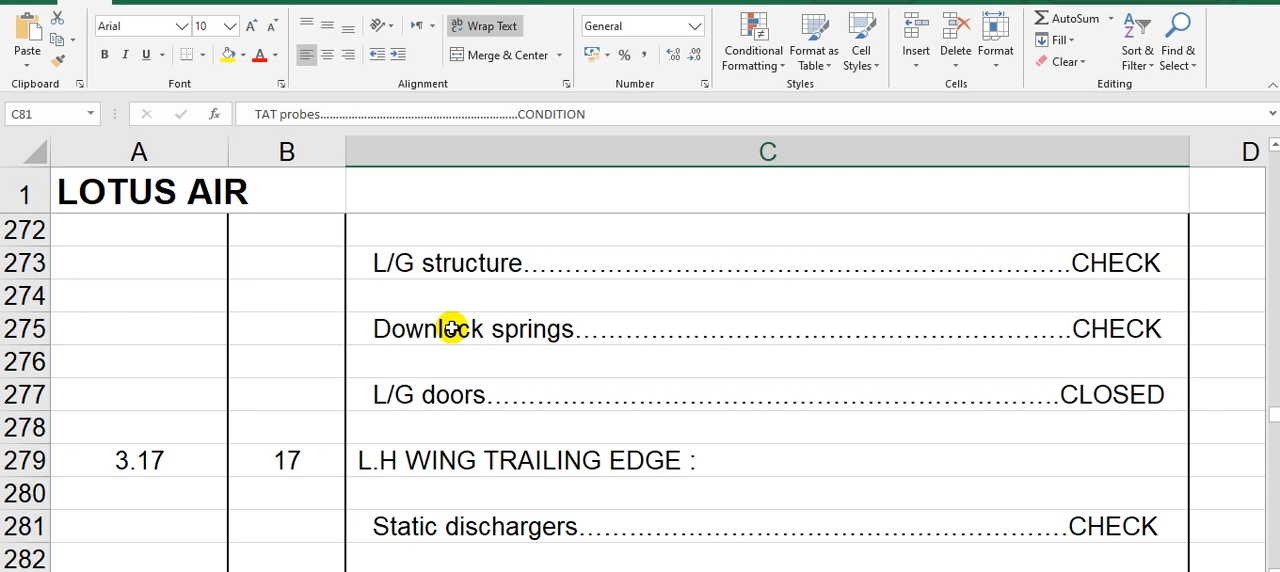 Arial 10 Wrap Text General AutoSum
Paste B I U Merge & Center Conditional Formatting Format as Table Cell Styles Insert Delete Format Fill Clear Sort & Filter Find & Select
Clipboard Font Alignment Number Styles Cells Editing
C81 fx TAT probes..........................................................CONDITION
A B C D
1 LOTUS AIR
272
273 L/G structure……………………………………………………….CHECK
274
275 Downlock springs…………………………………………………..CHECK
276
277 L/G doors…………………………………………………………..CLOSED
278
279 3.17 17 L.H WING TRAILING EDGE :
280
281 Static dischargers………………………………………………….CHECK
282